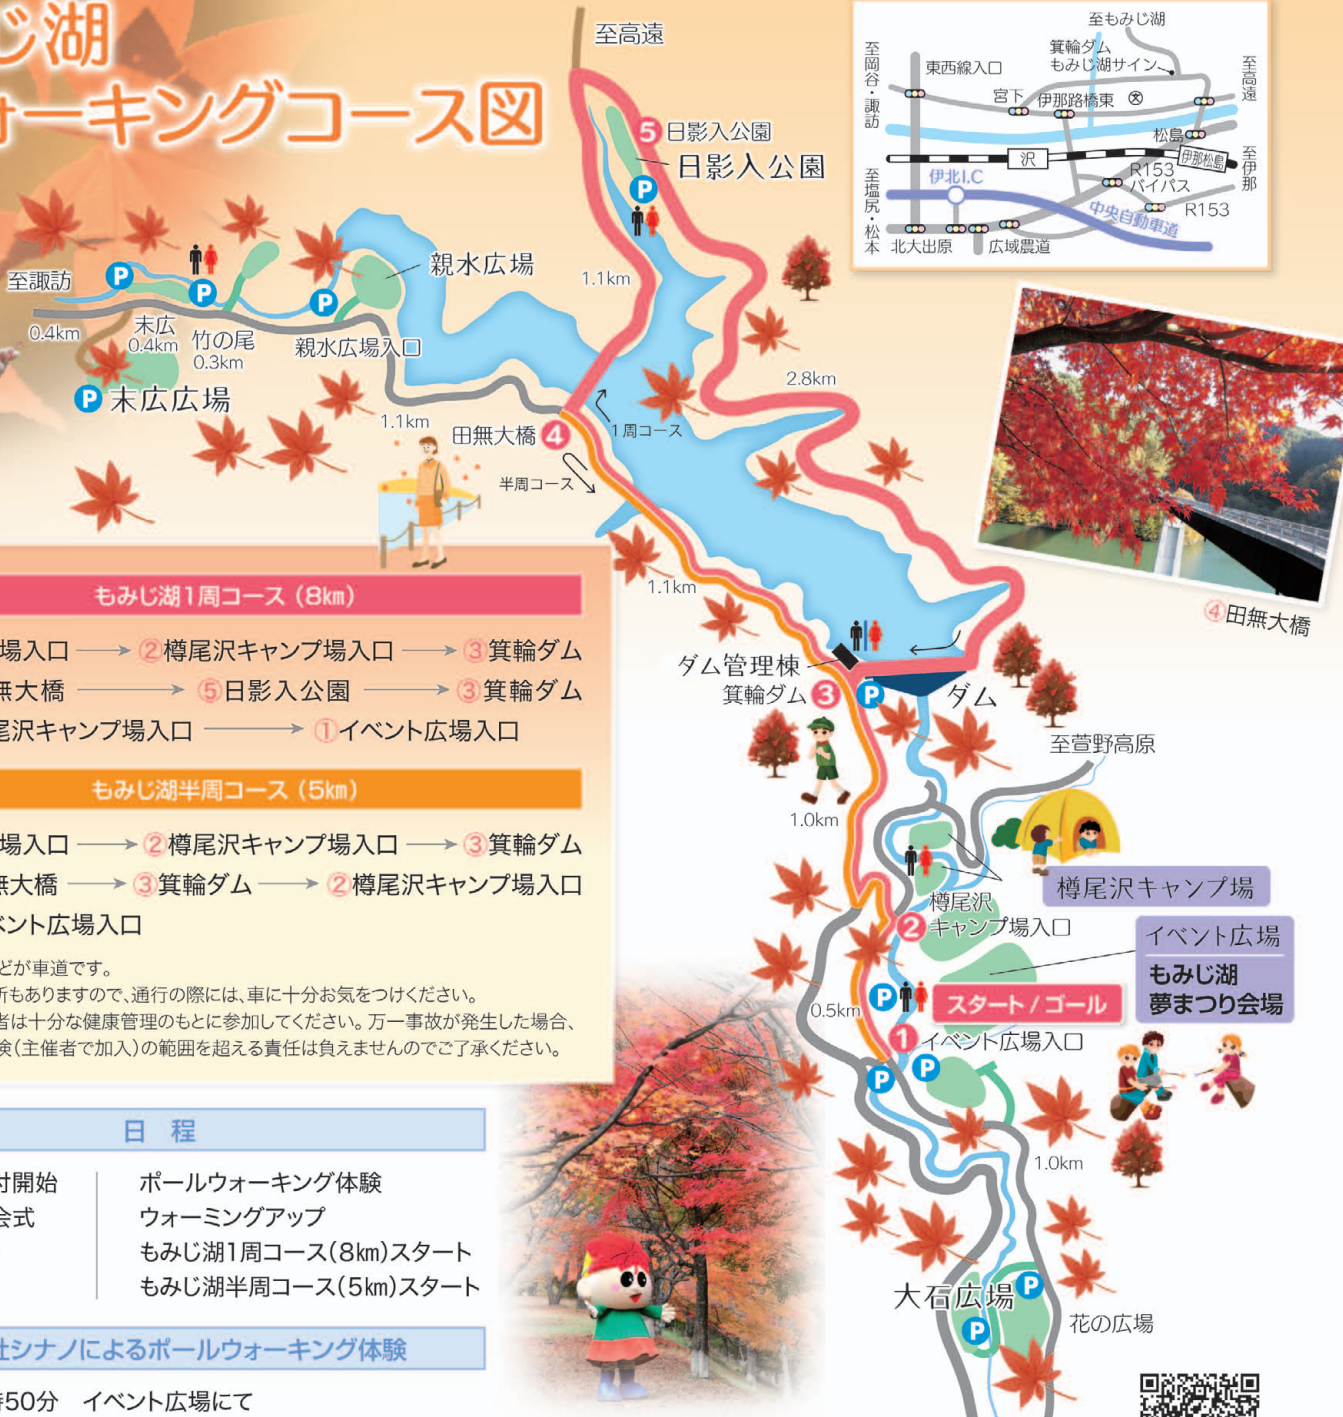 じ湖
ォーキングコース図
至高遠
⑤日影入公園
日影入公園
P
1.1km
至諏訪
P
P
P
親水広場
0.4km
末広
0.4km
竹の尾
0.3km
親水広場入口
P 末広広場
1.1km
田無大橋④
1周コース
半周コース
2.8km
1.1km
至もみじ湖
箕輪ダム
もみじ湖サイン
至岡谷・諏訪
東西線入口
宮下
伊那路橋東
文
至高遠
松島
沢
伊那松島
至伊那
至塩尻・松本
伊北I.C
R153
バイパス
R153
中央自動車道
北大出原
広域農道
④田無大橋
もみじ湖1周コース(8km)
場入口 → ②樽尾沢キャンプ場入口 → ③箕輪ダム
無大橋 → ⑤日影入公園 → ③箕輪ダム
尾沢キャンプ場入口 → ①イベント広場入口
もみじ湖半周コース(5km)
場入口 → ②樽尾沢キャンプ場入口 → ③箕輪ダム
無大橋 → ③箕輪ダム → ②樽尾沢キャンプ場入口
ベント広場入口
どが車道です。
所もありますので、通行の際には、車に十分お気をつけください。
者は十分な健康管理のもとに参加してください。万一事故が発生した場合、
険(主催者で加入)の範囲を超える責任は負えませんのでご了承ください。
ダム管理棟
箕輪ダム③
P
ダム
至萱野高原
1.0km
樽尾沢キャンプ場
樽尾沢
②キャンプ場入口
イベント広場
もみじ湖
夢まつり会場
P
スタート/ゴール
0.5km
①イベント広場入口
P
P
1.0km
大石広場
P
P
花の広場
日 程
付開始
会式
ポールウォーキング体験
ウォーミングアップ
もみじ湖1周コース(8km)スタート
もみじ湖半周コース(5km)スタート
社シナノによるポールウォーキング体験
時50分 イベント広場にて